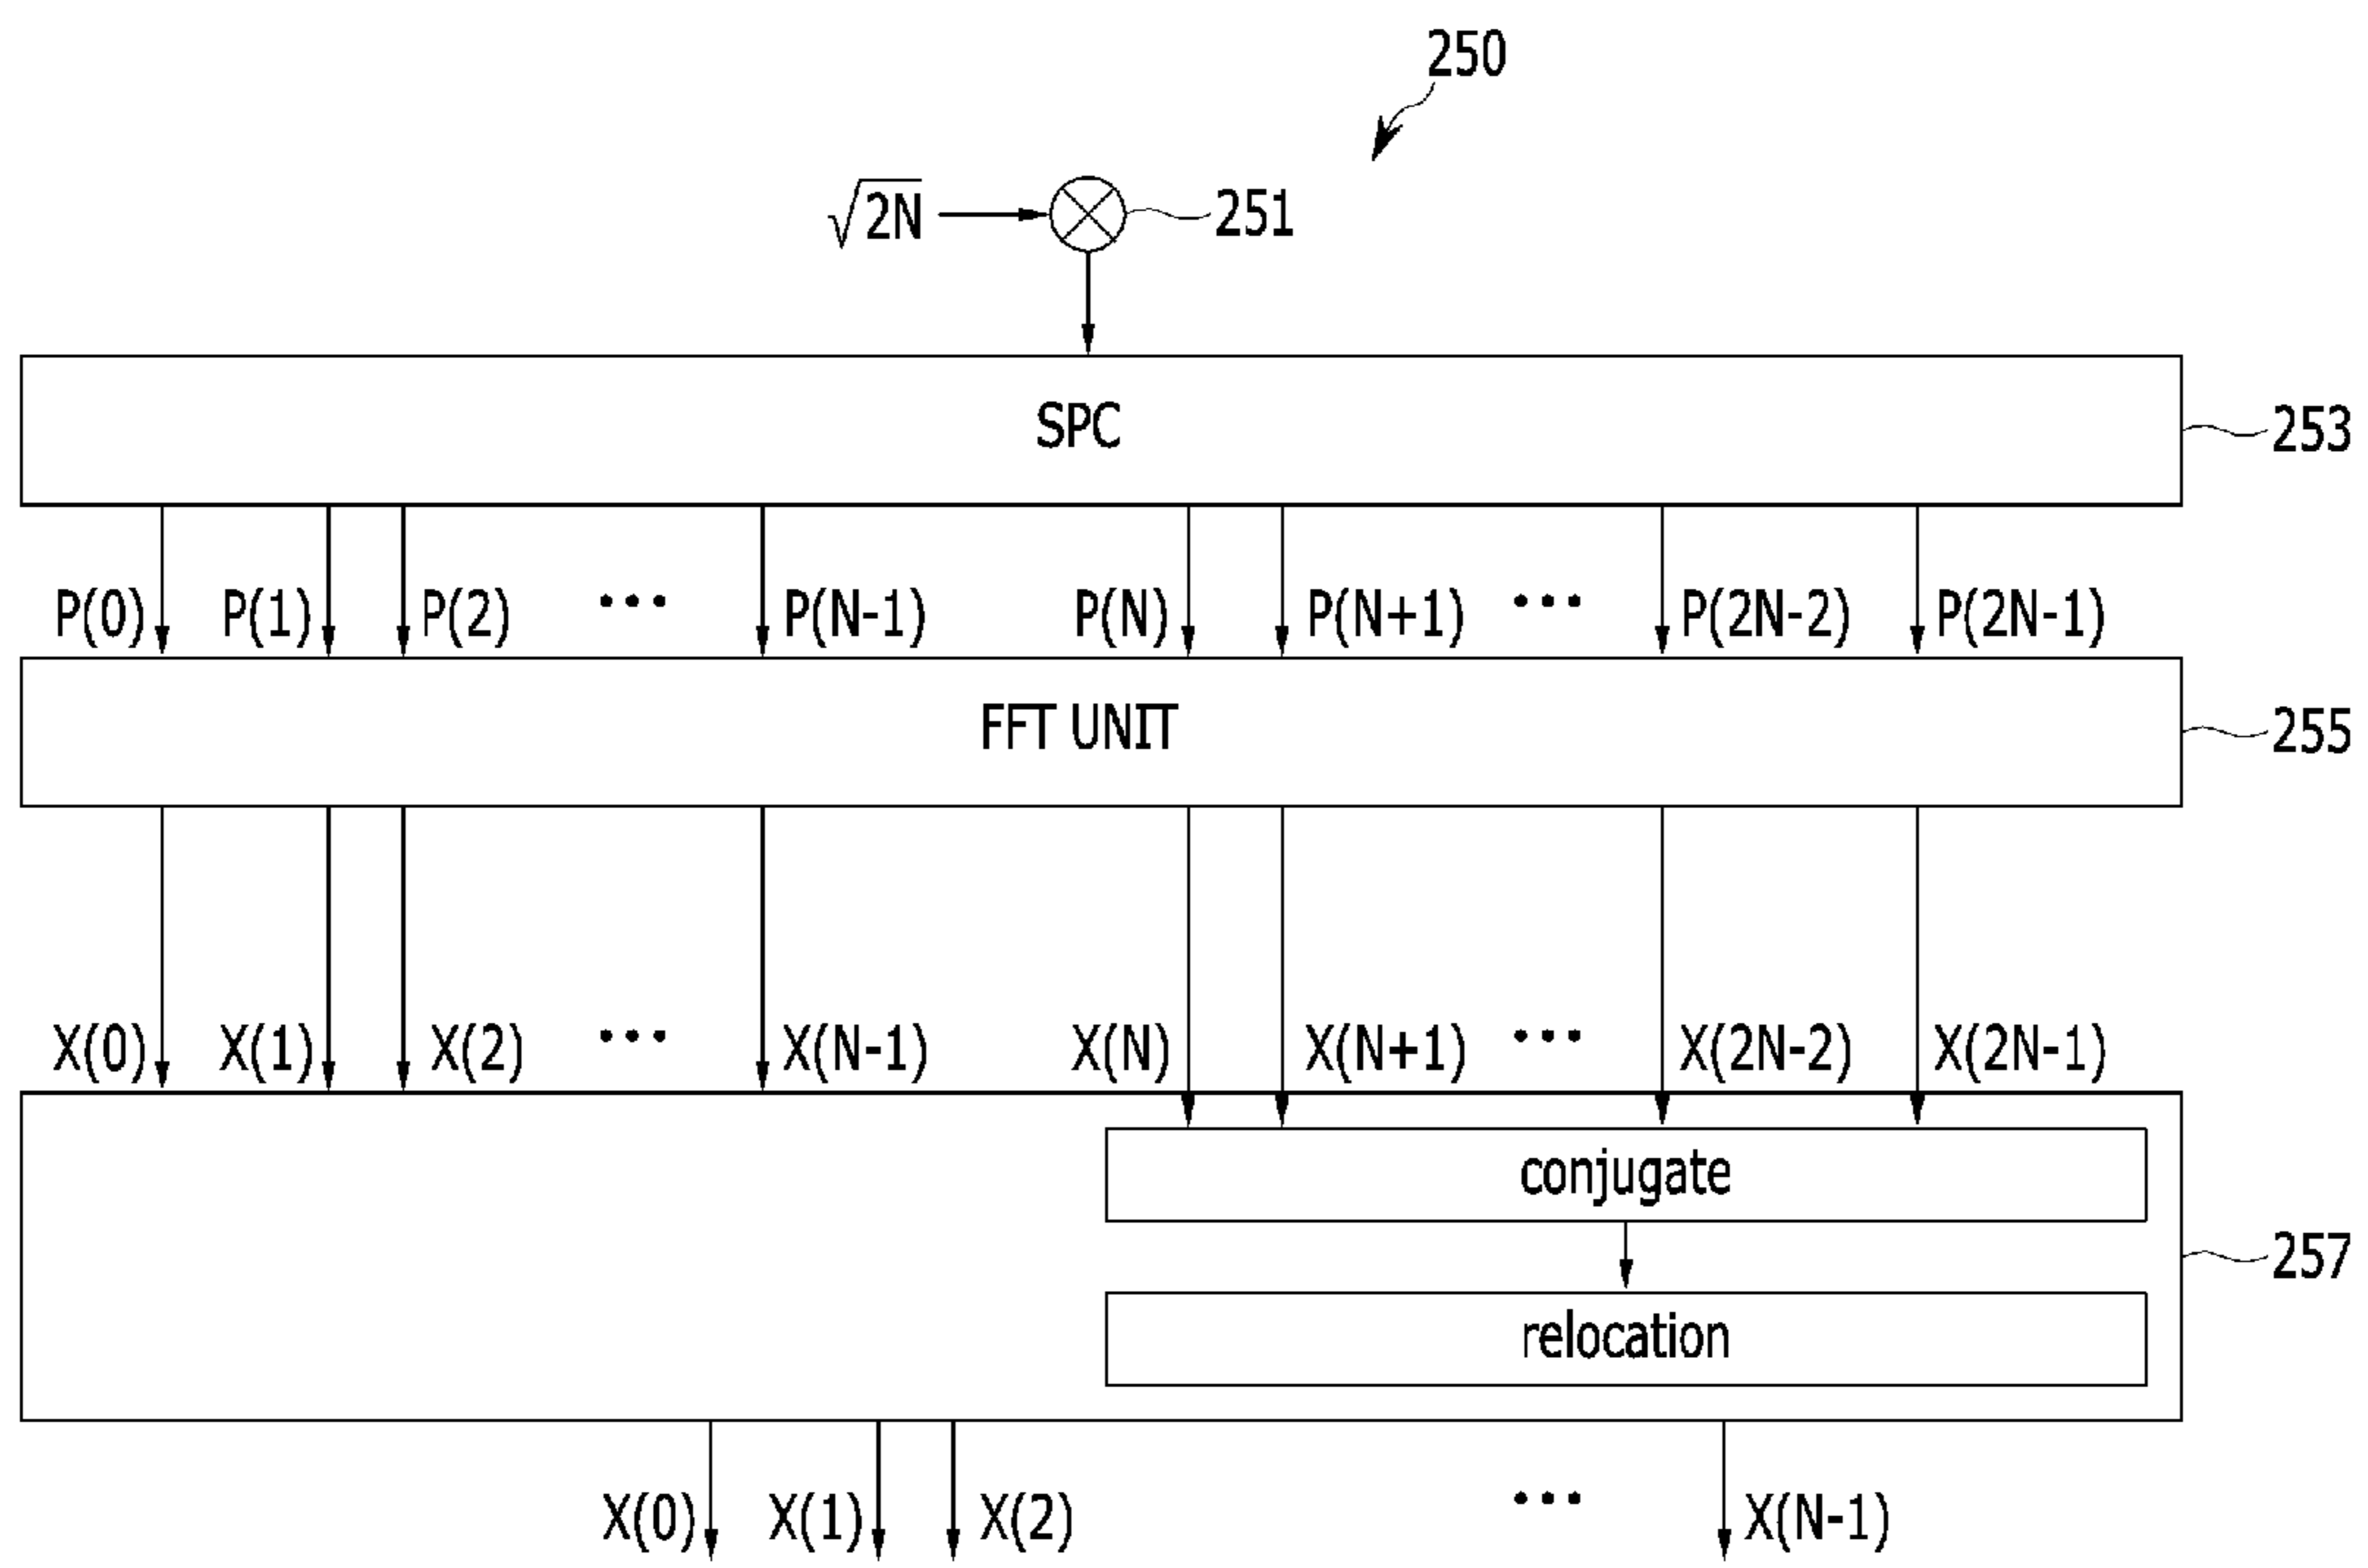 250
√2N 251
SPC
253
P(0) P(1) P(2) ... P(N-1) P(N) P(N+1) ... P(2N-2) P(2N-1)
FFT UNIT
255
X(0) X(1) X(2) ... X(N-1) X(N) X(N+1) ... X(2N-2) X(2N-1)
conjugate
257
relocation
X(0) X(1) X(2) ... X(N-1)